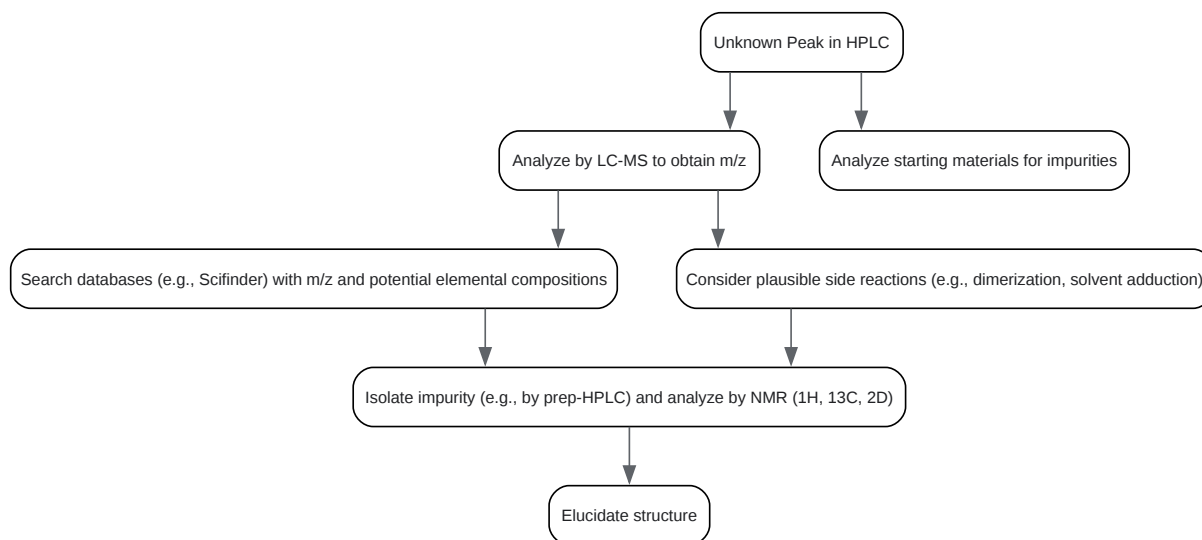 Unknown Peak in HPLC
Analyze by LC-MS to obtain m/z
Analyze starting materials for impurities
Search databases (e.g., Scifinder) with m/z and potential elemental compositions
Consider plausible side reactions (e.g., dimerization, solvent adduction)
Isolate impurity (e.g., by prep-HPLC) and analyze by NMR (1H, 13C, 2D)
Elucidate structure